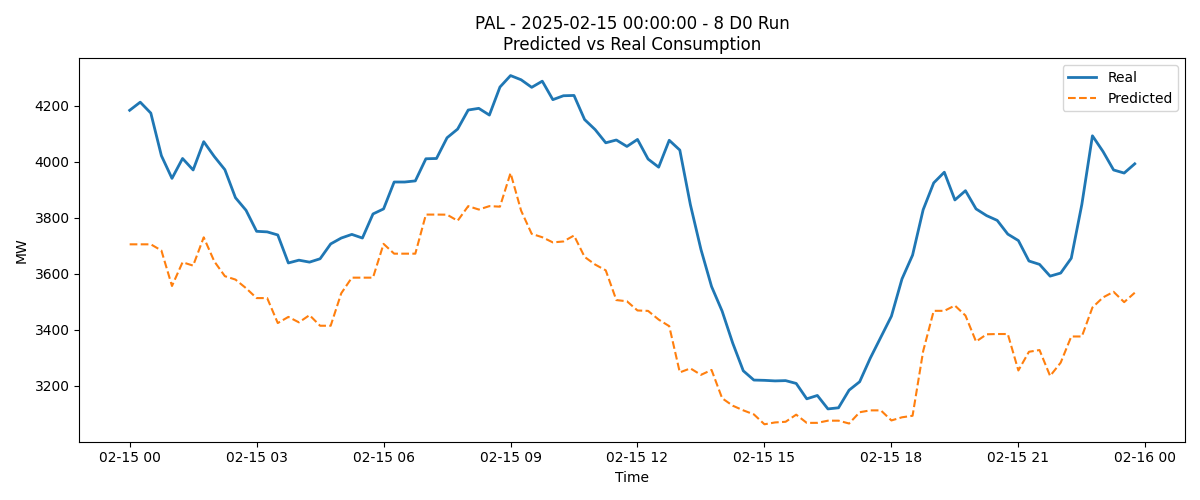 PAL - 2025-02-15 00:00:00 - 8 D0 Run
Predicted vs Real Consumption
Real
Predicted
MW
4200
4000
3800
3600
3400
3200
02-15 00
02-15 03
02-15 06
02-15 09
02-15 12
02-15 15
02-15 18
02-15 21
02-16 00
Time